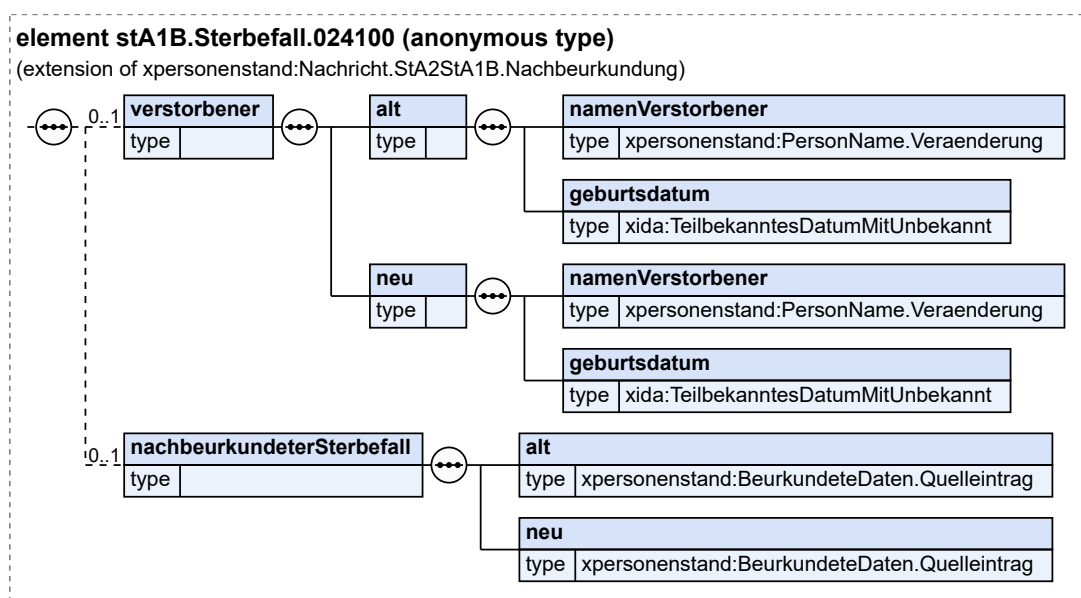 element stA1B.Sterbefall.024100 (anonymous type)
(extension of xpersonenstand:Nachricht.StA2StA1B.Nachbeurkundung)
0..1
verstorbener
type
alt
type
namenVerstorbener
type xpersonenstand:PersonName.Veraenderung
geburtsdatum
type xida:TeilbekanntesDatumMitUnbekannt
neu
type
namenVerstorbener
type xpersonenstand:PersonName.Veraenderung
geburtsdatum
type xida:TeilbekanntesDatumMitUnbekannt
0..1
nachbeurkundeterSterbefall
type
alt
type xpersonenstand:BeurkundeteDaten.Quelleintrag
neu
type xpersonenstand:BeurkundeteDaten.Quelleintrag